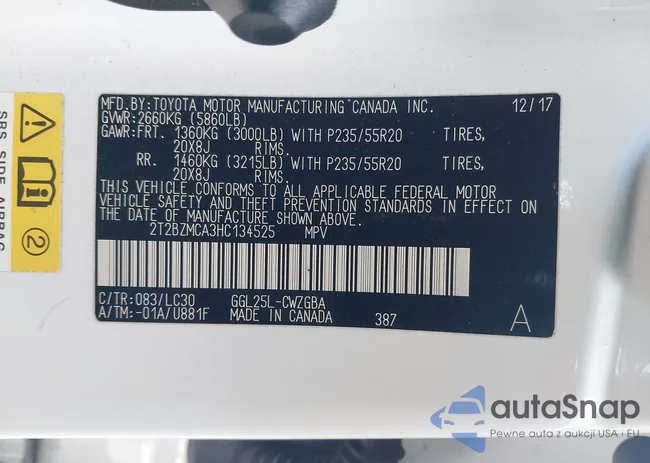 SRS SIDE AIRBAG
2
MFD. BY:TOYOTA MOTOR MANUFACTURING CANADA INC. 12/17
GVWR:2660KG (5860LB)
GAWR:FRT. 1360KG (3000LB) WITH P235/55R20 TIRES,
20X8J RIMS.
RR. 1460KG (3215LB) WITH P235/55R20 TIRES,
20X8J RIMS.
THIS VEHICLE CONFORMS TO ALL APPLICABLE FEDERAL MOTOR
VEHICLE SAFETY AND THEFT PREVENTION STANDARDS IN EFFECT ON
THE DATE OF MANUFACTURE SHOWN ABOVE.
2T2BZMCA3HC134525 MPV
C/TR:083/LC30 GGL25L-CWZGBA
A/TM:-01A/U881F MADE IN CANADA 387 A
autaSnap
Pewne auta z aukcji USA i EU